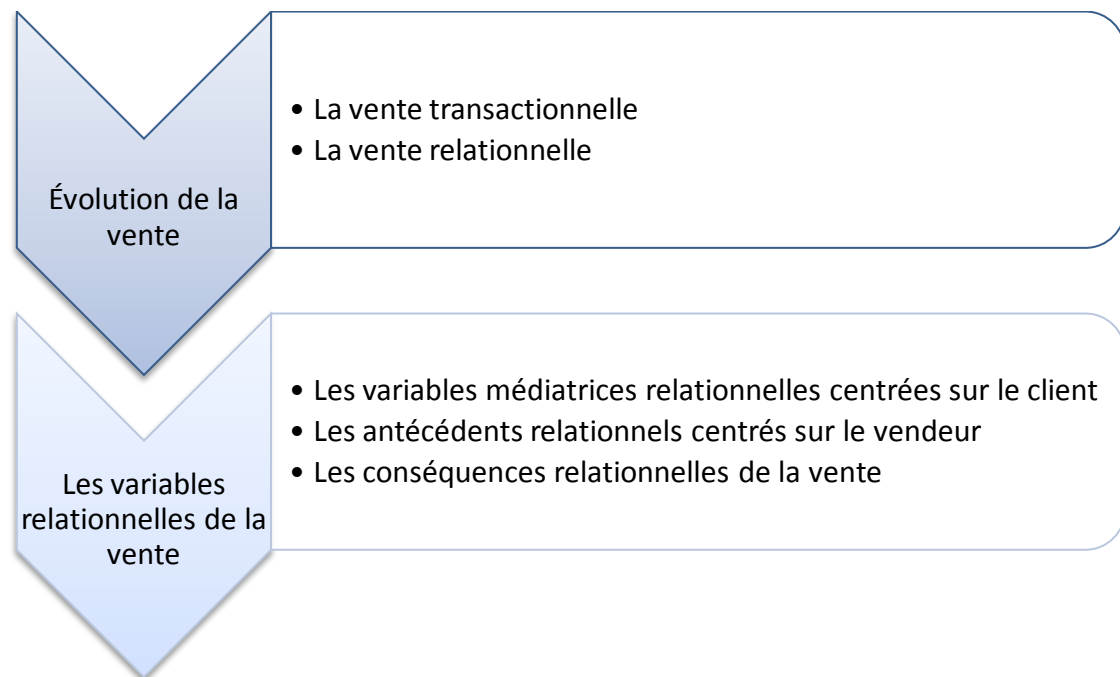 Évolution de la
vente
• La vente transactionnelle
• La vente relationnelle
Les variables
relationnelles de la
vente
• Les variables médiatrices relationnelles centrées sur le client
• Les antécédents relationnels centrés sur le vendeur
• Les conséquences relationnelles de la vente